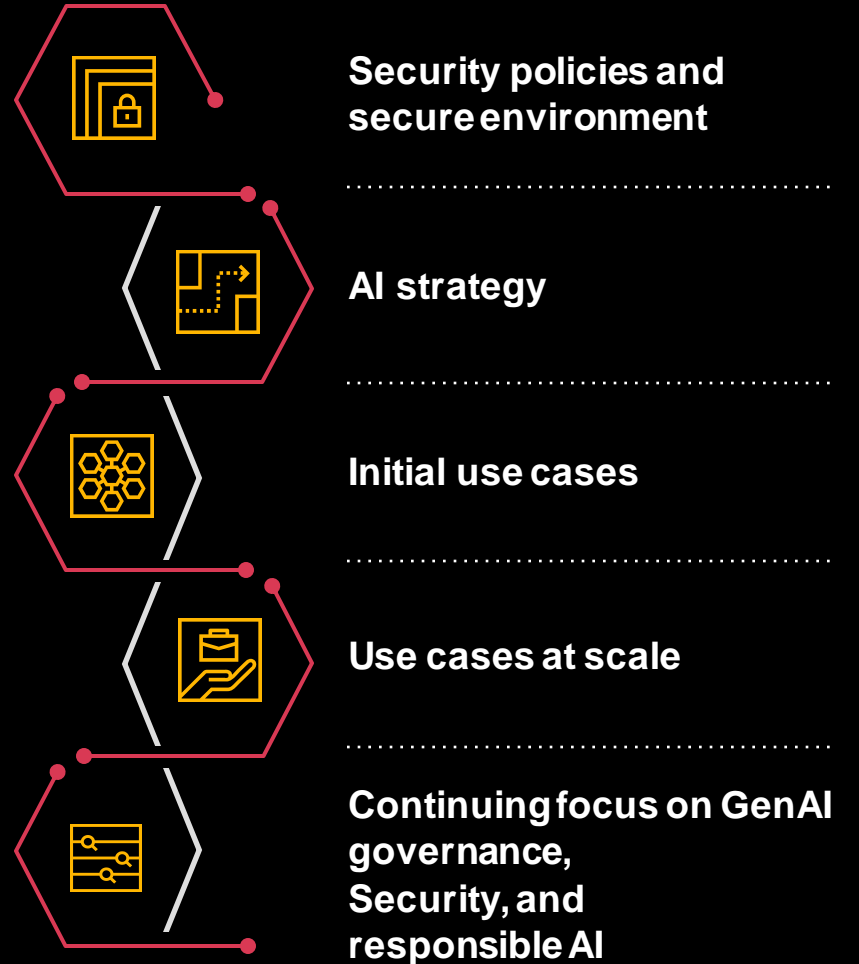 Security policies and
secure environment
AI strategy
Initial use cases
Use cases at scale
Continuing focus on GenAI
governance,
Security, and
responsible AI